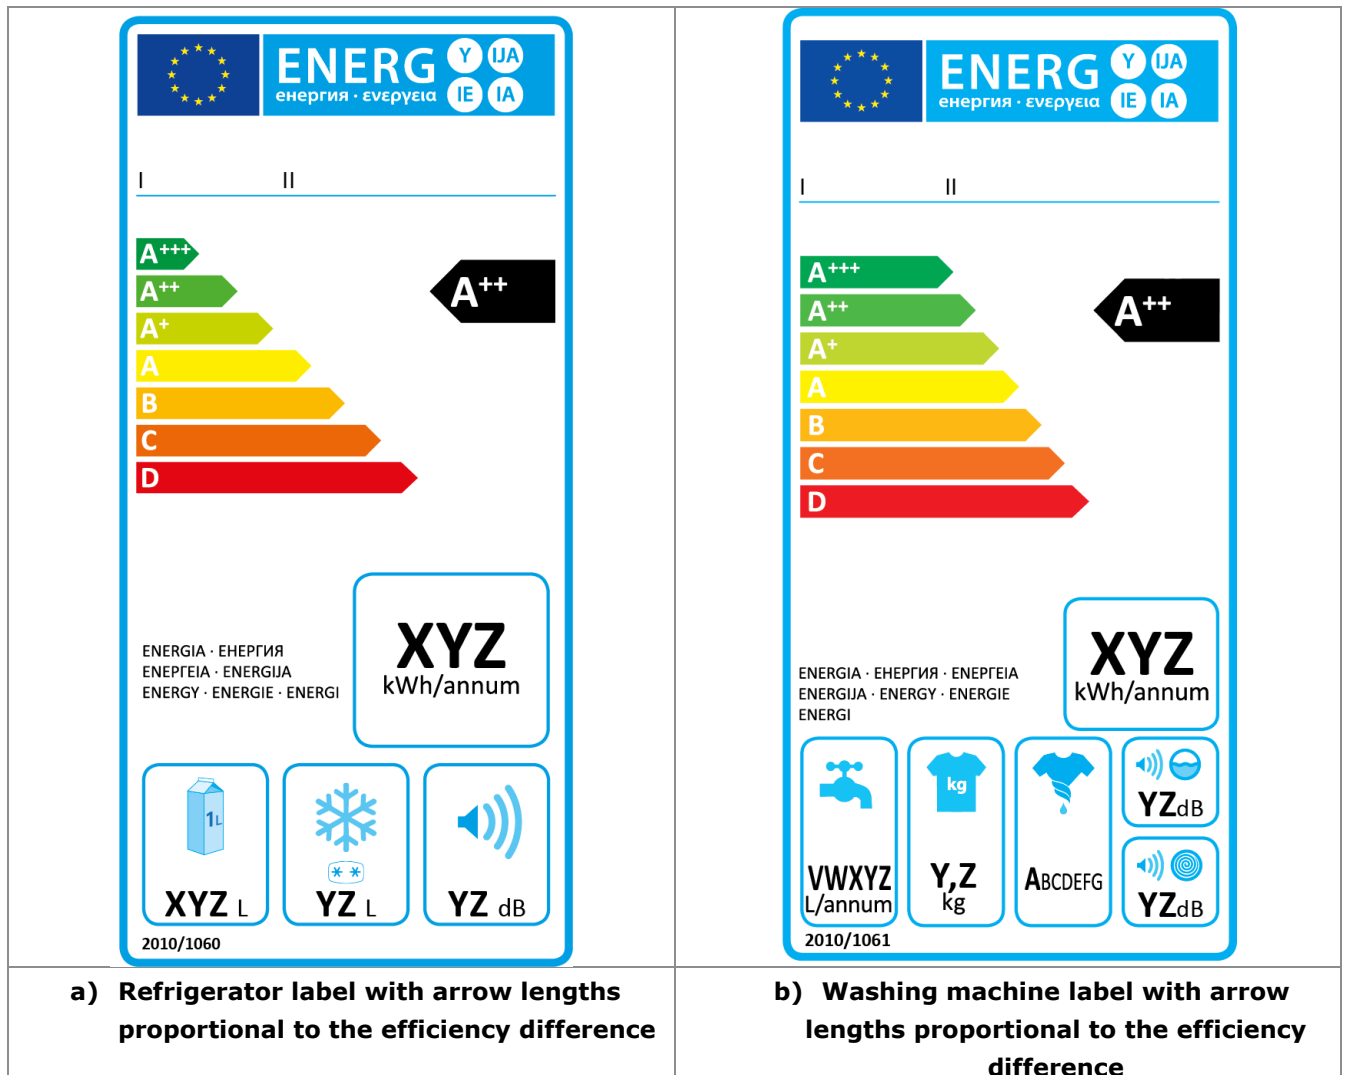 ENERG Y IJA
енергия · ενεργεια IE IA
I II
A+++
A++
A+
A
B
C
D
A++
XYZ
kWh/annum
ENERGIA · ЕНЕРГИЯ
ΕΝΕΡΓΕΙΑ · ENERGIJA
ENERGY · ENERGIE · ENERGI
1L
XYZ L
YZ L
YZ dB
2010/1060
a) Refrigerator label with arrow lengths
proportional to the efficiency difference
ENERG Y IJA
енергия · ενεργεια IE IA
I II
A+++
A++
A+
A
B
C
D
A++
XYZ
kWh/annum
ENERGIA · ЕНЕРГИЯ · ΕΝΕΡΓΕΙΑ
ENERGIJA · ENERGY · ENERGIE
ENERGI
VWXYZ
L/annum
kg
Y,Z
kg
ABCDEFG
YZdB
YZdB
2010/1061
b) Washing machine label with arrow
lengths proportional to the efficiency
difference